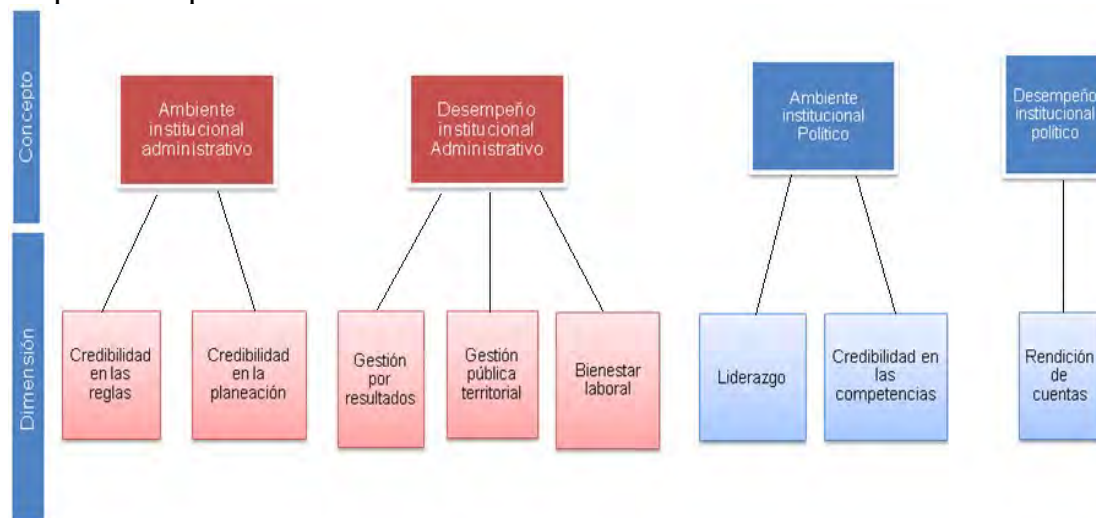 Concepto
Ambiente
institucional
administrativo
Desempeño
institucional
Administrativo
Ambiente
institucional
Político
Desempeño
institucional
político
Dimensión
Credibilidad
en las
reglas
Credibilidad
en la
planeación
Gestión
por
resultados
Gestión
pública
territorial
Bienestar
laboral
Liderazgo
Credibilidad en
las
competencias
Rendición
de
cuentas